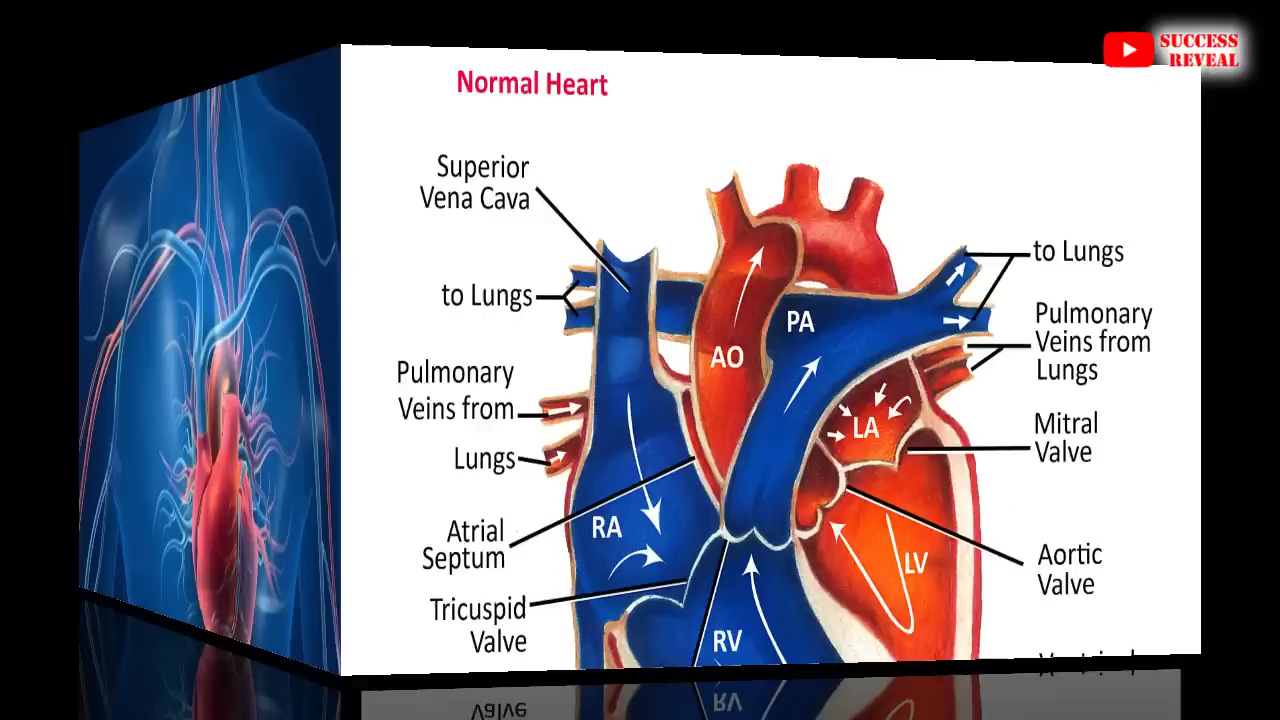 SUCCESS
REVEAL
Normal Heart
Superior
Vena Cava
to Lungs
to Lungs
PA
AO
Pulmonary
Veins from
Lungs
Pulmonary
Veins from
Lungs
LA
Mitral
Valve
RA
Atrial
Septum
LV
Aortic
Valve
Tricuspid
Valve
RV